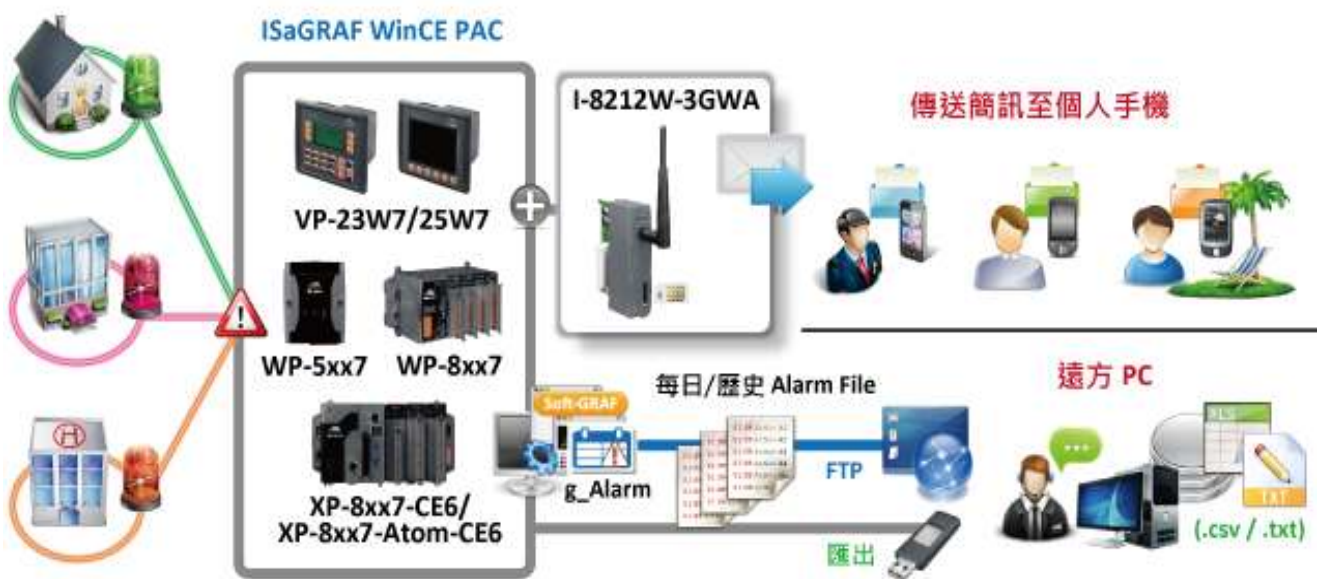 ISaGRAF WinCE PAC
VP-23W7/25W7
WP-5xx7
WP-8xx7
XP-8xx7-CE6/
XP-8xx7-Atom-CE6
I-8212W-3GWA
傳送簡訊至個人手機
Soft-GRAF
g_Alarm
每日/歷史 Alarm File
FTP
匯出
遠方 PC
XLS
TXT
(.csv / .txt)